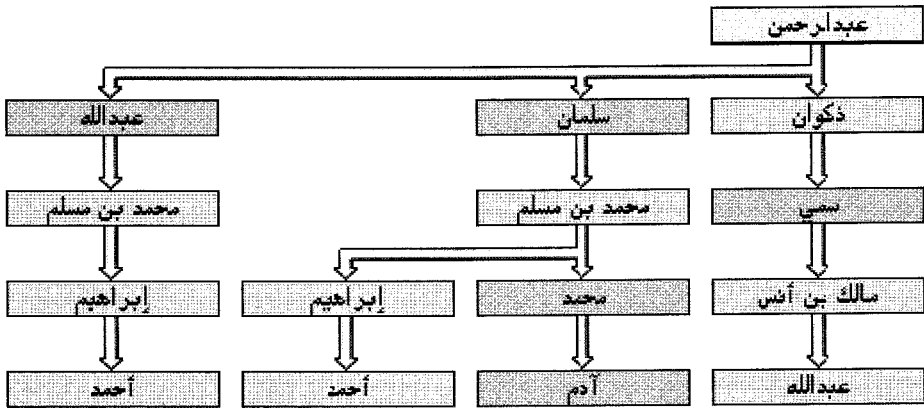 عبدالرحمن
ذكوان
سلمان
عبدالله
سمي
محمد بن مسلم
محمد بن مسلم
مالك بن أنس
محمد
إبراهيم
إبراهيم
عبدالله
آدم
أحمد
أحمد